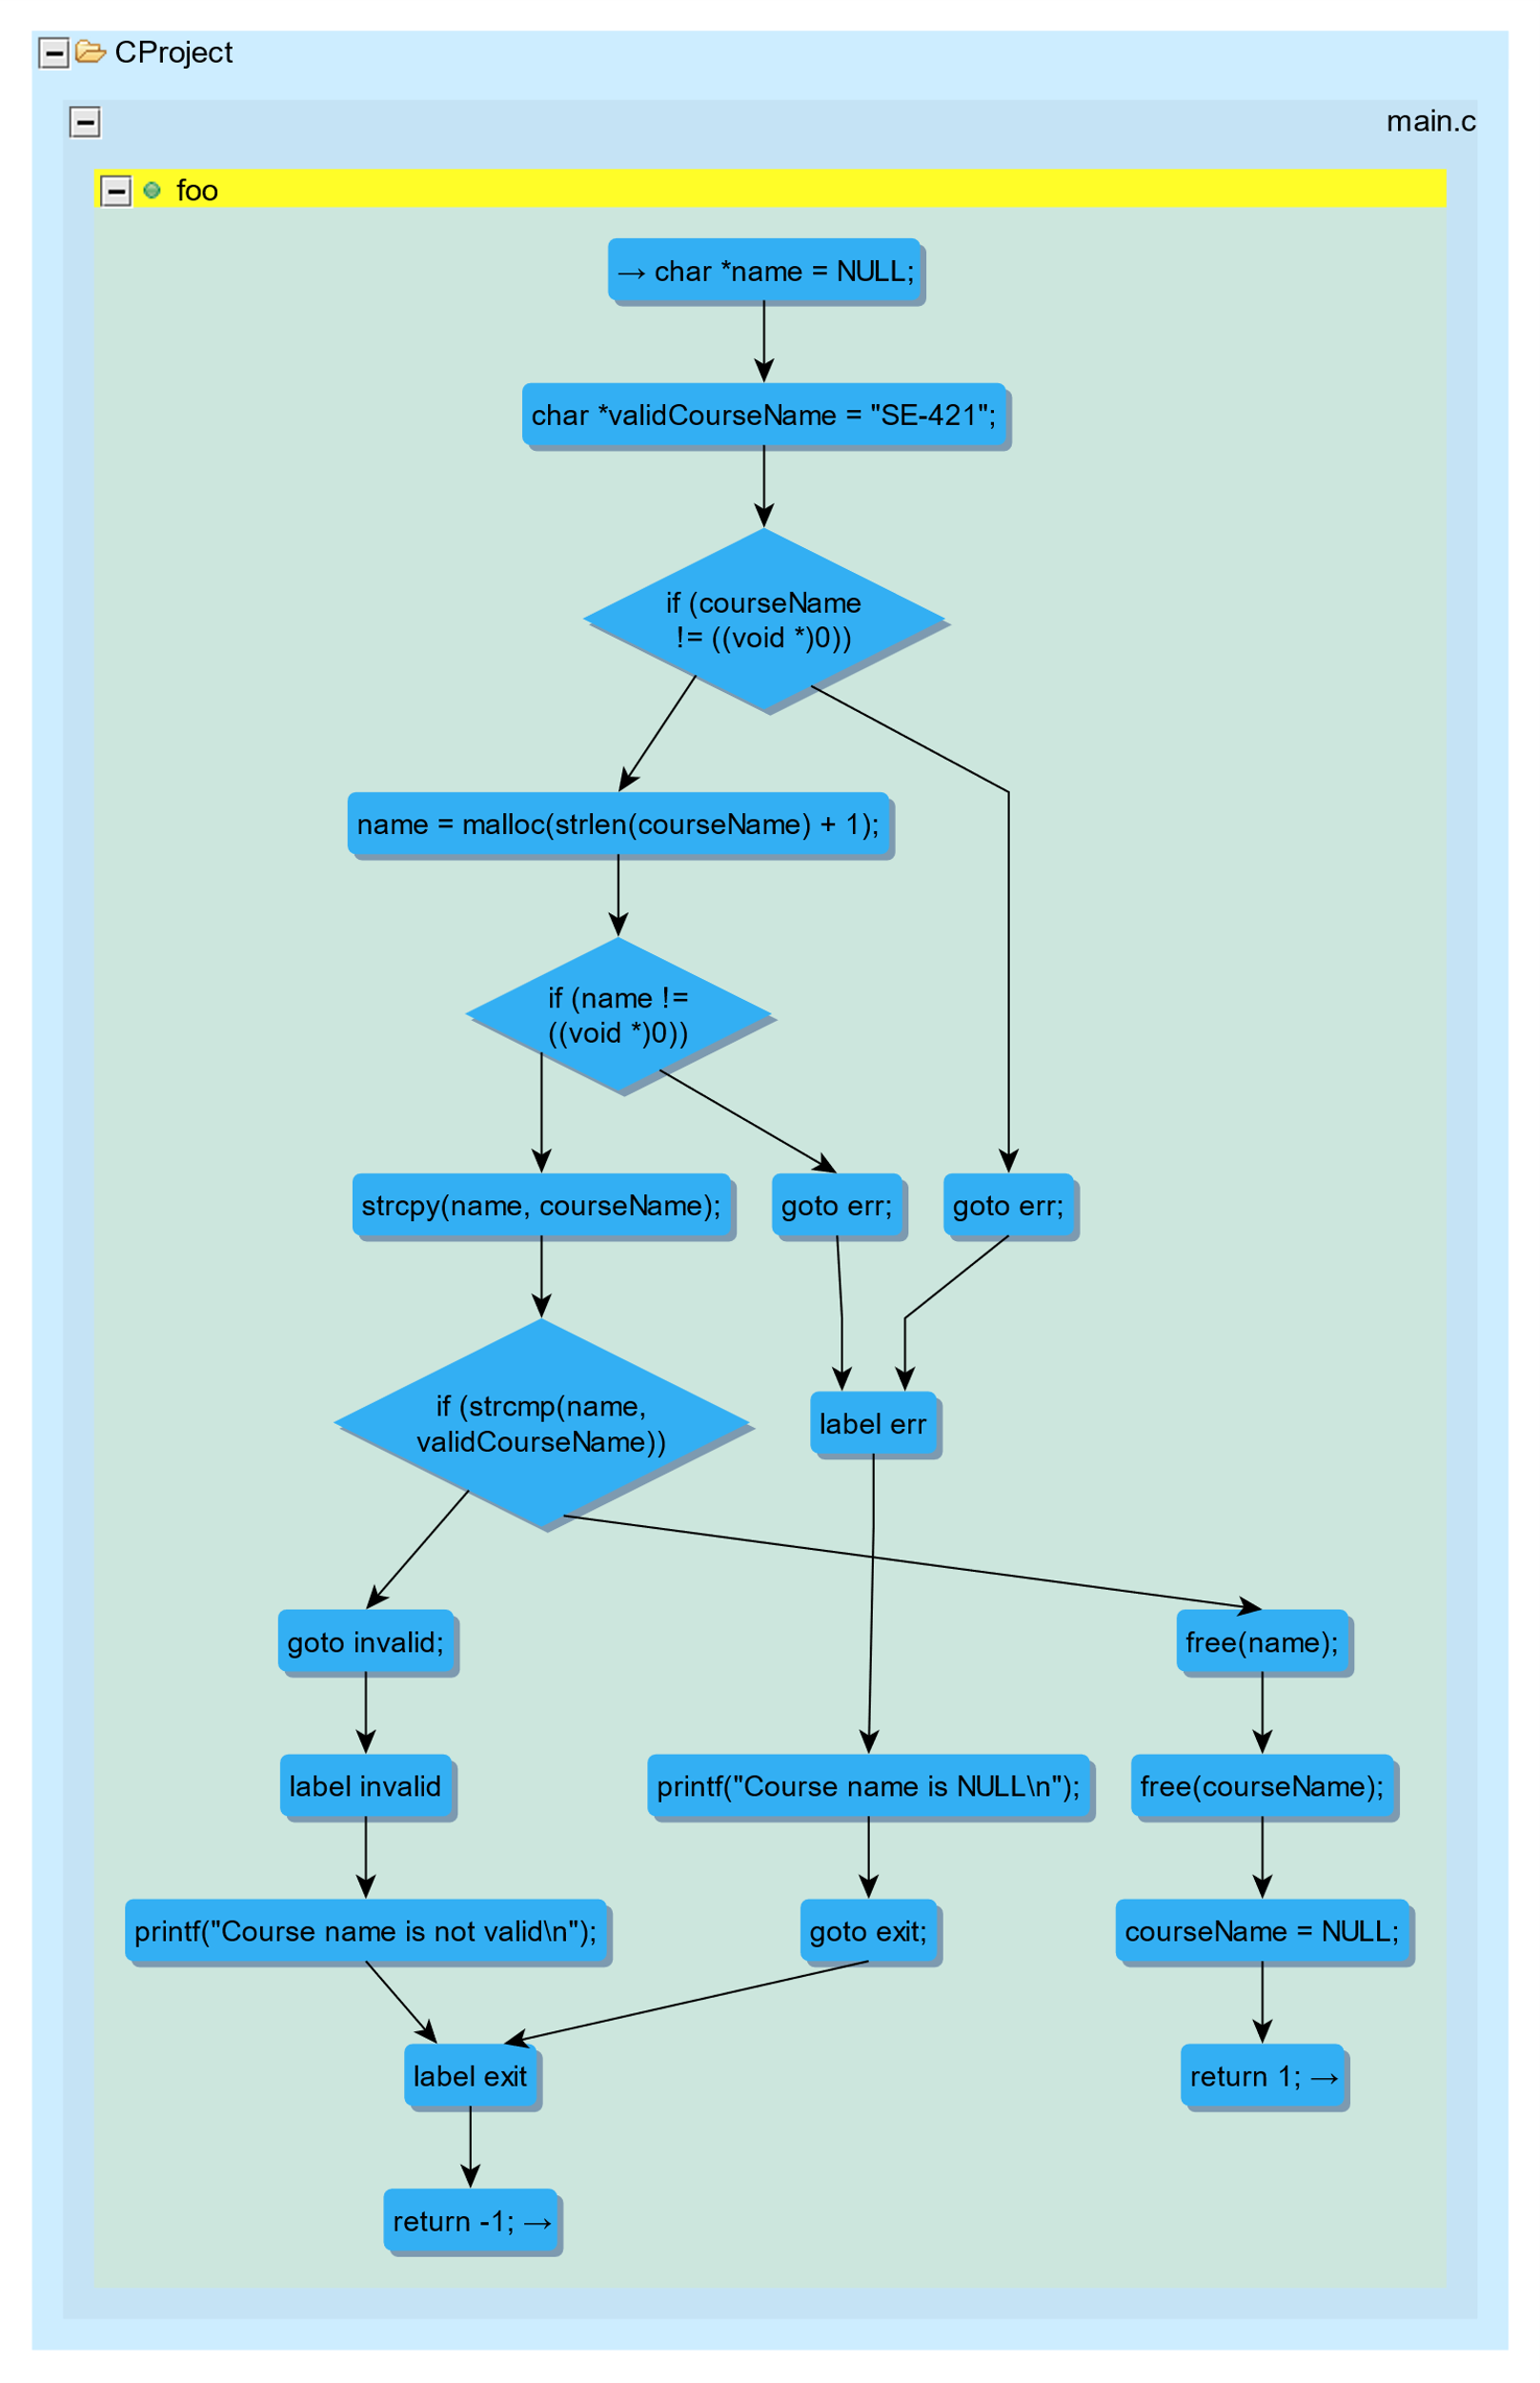 CProject
main.c
foo
→ char *name = NULL;
char *validCourseName = "SE-421";
if (courseName
!= ((void *)0))
name = malloc(strlen(courseName) + 1);
if (name !=
((void *)0))
strcpy(name, courseName);
goto err;
goto err;
if (strcmp(name,
validCourseName))
label err
goto invalid;
free(name);
label invalid
printf("Course name is NULL\n");
free(courseName);
printf("Course name is not valid\n");
goto exit;
courseName = NULL;
label exit
return 1; →
return -1; →